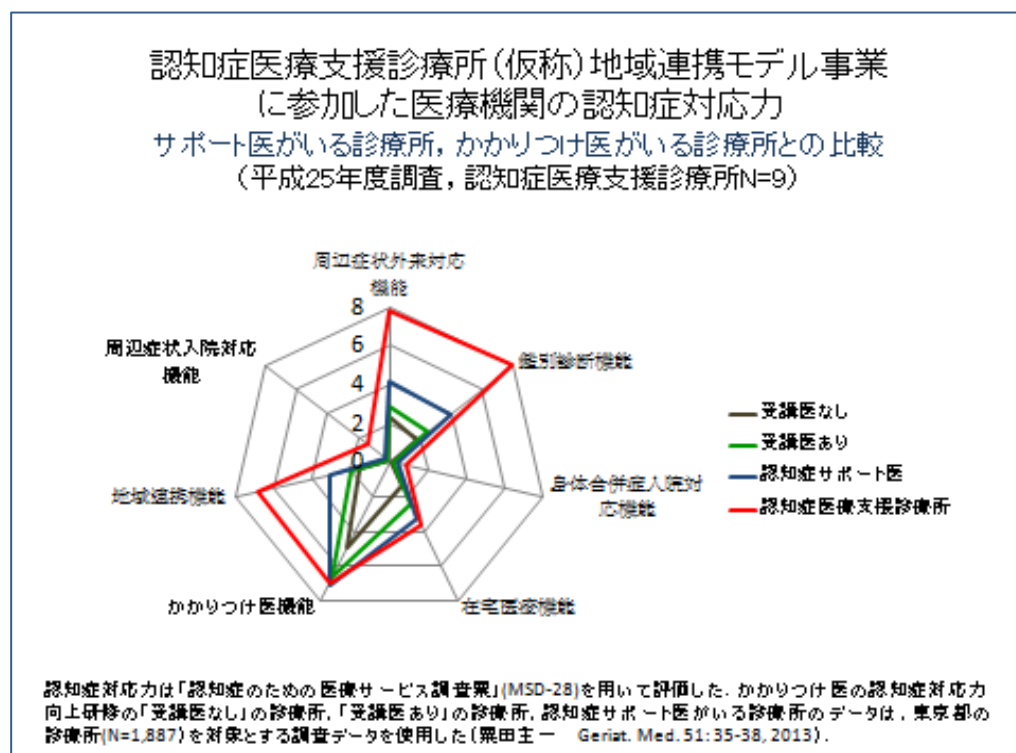 認知症医療支援診療所(仮称)地域連携モデル事業
に参加した医療機関の認知症対応力
サポート医がいる診療所,かかりつけ医がいる診療所との比較
(平成25年度調査,認知症医療支援診療所N=9)
周辺症状外来対応
機能
8
6
4
2
0
鑑別診断機能
身体合併症入院対
応機能
在宅医療機能
かかりつけ医機能
地域連携機能
周辺症状入院対応
機能
受講医なし
受講医あり
認知症サポート医
認知症医療支援診療所
認知症対応力は「認知症のための医療サービス調査票」(MSD-28)を用いて評価した.かかりつけ医の認知症対応力
向上研修の「受講医なし」の診療所,「受講医あり」の診療所,認知症サポート医がいる診療所のデータは,東京都の
診療所(N=1,887)を対象とする調査データを使用した(粟田主一 Geriat. Med. 51: 35-38, 2013).